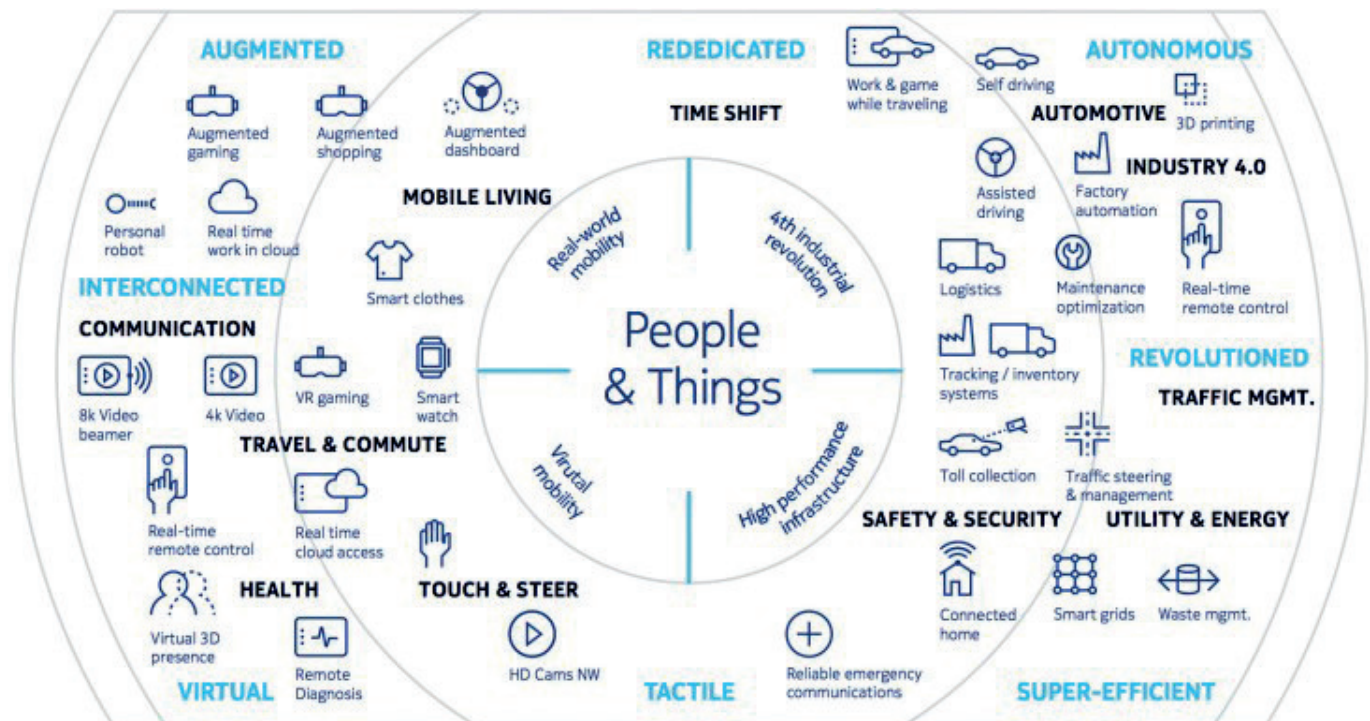 AUGMENTED
REDEDICATED
AUTONOMOUS
Work & game
while traveling
Self driving
TIME SHIFT
AUTOMOTIVE
3D printing
Augmented
gaming
Augmented
shopping
Augmented
dashboard
INDUSTRY 4.0
MOBILE LIVING
Assisted
driving
Factory
automation
Personal
robot
Real time
work in cloud
Real-world
mobility
4th industrial
revolution
INTERCONNECTED
Smart clothes
Logistics
Maintenance
optimization
Real-time
remote control
COMMUNICATION
People
& Things
REVOLUTIONED
Tracking / inventory
systems
TRAFFIC MGMT.
8k Video
beamer
4k Video
VR gaming
Smart
watch
TRAVEL & COMMUTE
Virutal
mobility
High performance
infrastructure
Toll collection
Traffic steering
& management
SAFETY & SECURITY
UTILITY & ENERGY
Real-time
remote control
Real time
cloud access
HEALTH
TOUCH & STEER
Connected
home
Smart grids
Waste mgmt.
Virtual 3D
presence
Remote
Diagnosis
HD Cams NW
Reliable emergency
communications
VIRTUAL
TACTILE
SUPER-EFFICIENT